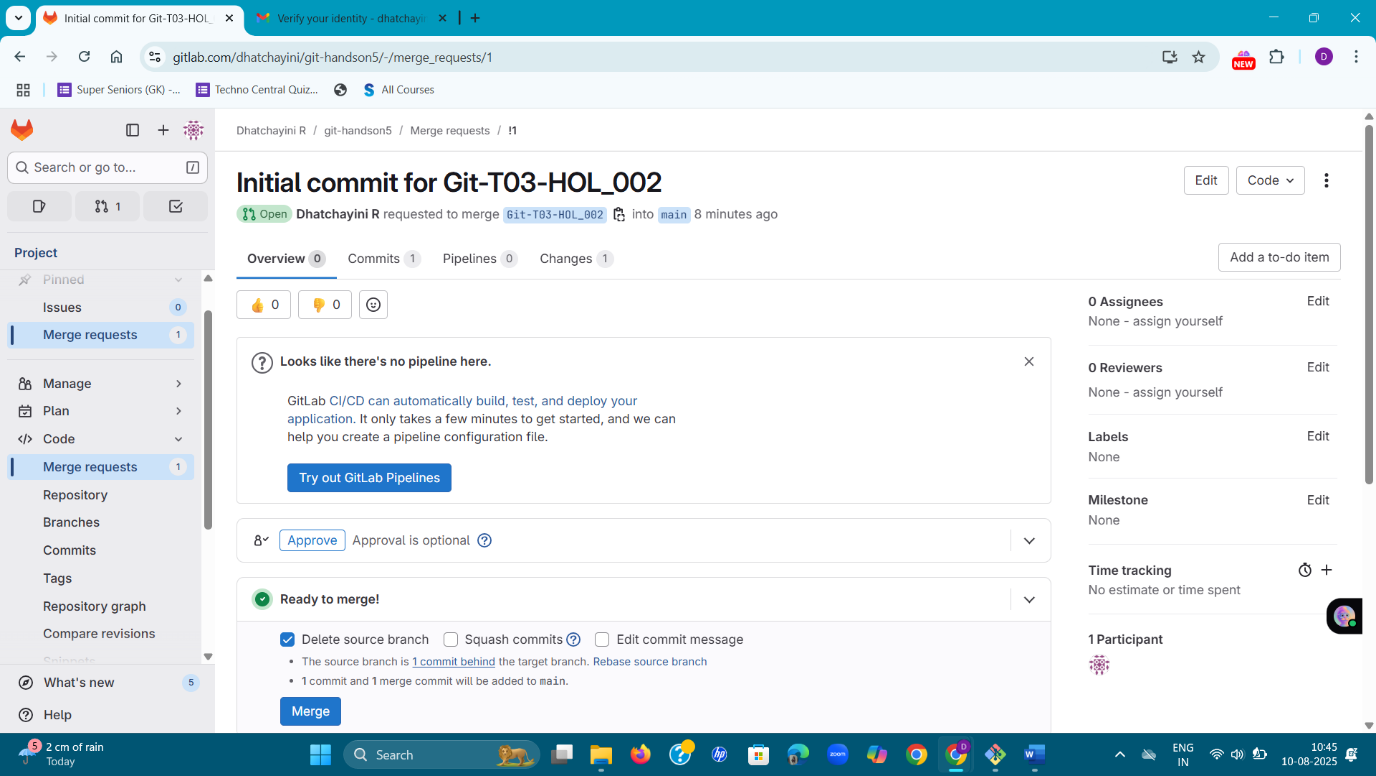 Initial commit for Git-T03-HOL_
Verify your identity - dhatchayin
gitlab.com/dhatchayini/git-handson5/-/merge_requests/1
NEW
D
Super Seniors (GK) -...
Techno Central Quiz...
All Courses
Search or go to...
/
1
Project
Pinned
Issues 0
Merge requests 1
Manage
Plan
Code
Merge requests 1
Repository
Branches
Commits
Tags
Repository graph
Compare revisions
Snippets
What's new 5
Help
Dhatchayini R / git-handson5 / Merge requests / !1
Initial commit for Git-T03-HOL_002
Edit
Code
Open Dhatchayini R requested to merge Git-T03-HOL_002 into main 8 minutes ago
Overview 0
Commits 1
Pipelines 0
Changes 1
Add a to-do item
0
0
Looks like there's no pipeline here.
GitLab CI/CD can automatically build, test, and deploy your
application. It only takes a few minutes to get started, and we can
help you create a pipeline configuration file.
Try out GitLab Pipelines
Approve Approval is optional
Ready to merge!
Delete source branch Squash commits Edit commit message
The source branch is 1 commit behind the target branch. Rebase source branch
1 commit and 1 merge commit will be added to main.
Merge
0 Assignees Edit
None - assign yourself
0 Reviewers Edit
None - assign yourself
Labels Edit
None
Milestone Edit
None
Time tracking
No estimate or time spent
1 Participant
5
2 cm of rain
Today
Search
hp
zoom
D
W
ENG
IN
10:45
10-08-2025